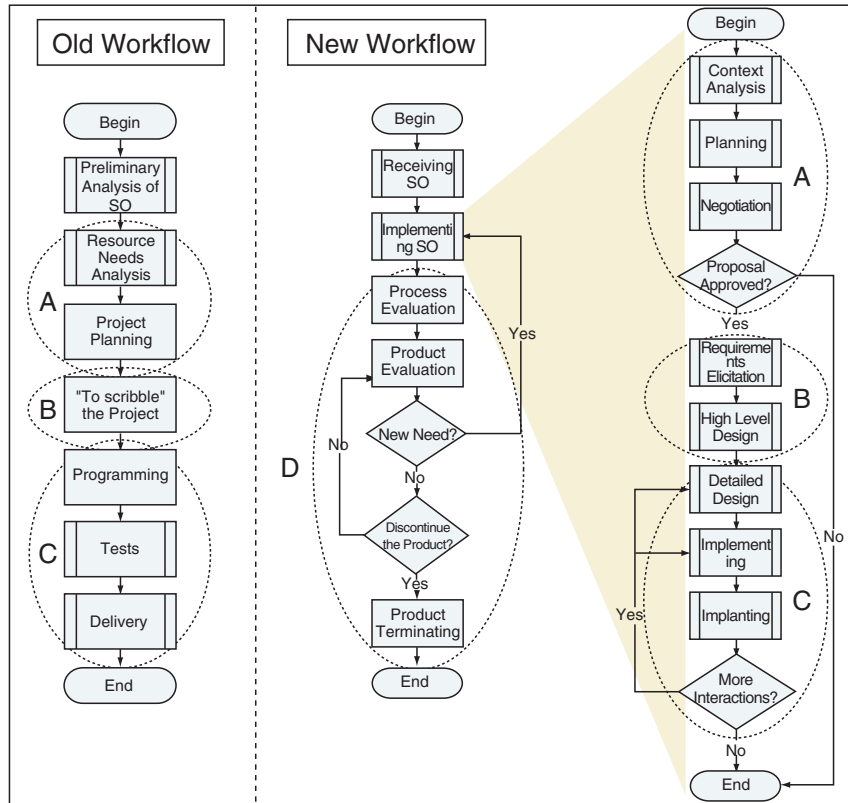 Old Workflow
Begin
Preliminary
Analysis of
SO
Resource
Needs
Analysis
A
Project
Planning
"To scribble"
the Project
B
Programming
Tests
C
Delivery
End
New Workflow
Begin
Receiving
SO
Implementi
ng SO
Process
Evaluation
Yes
Product
Evaluation
No
New Need?
D
No
Discontinue
the Product?
Yes
Product
Terminating
End
Begin
Context
Analysis
Planning
A
Negotiation
Proposal
Approved?
Yes
Requireme
nts
Elicitation
B
High Level
Design
Detailed
Design
No
Implement
ing
Yes
C
Implanting
More
Interactions?
No
End